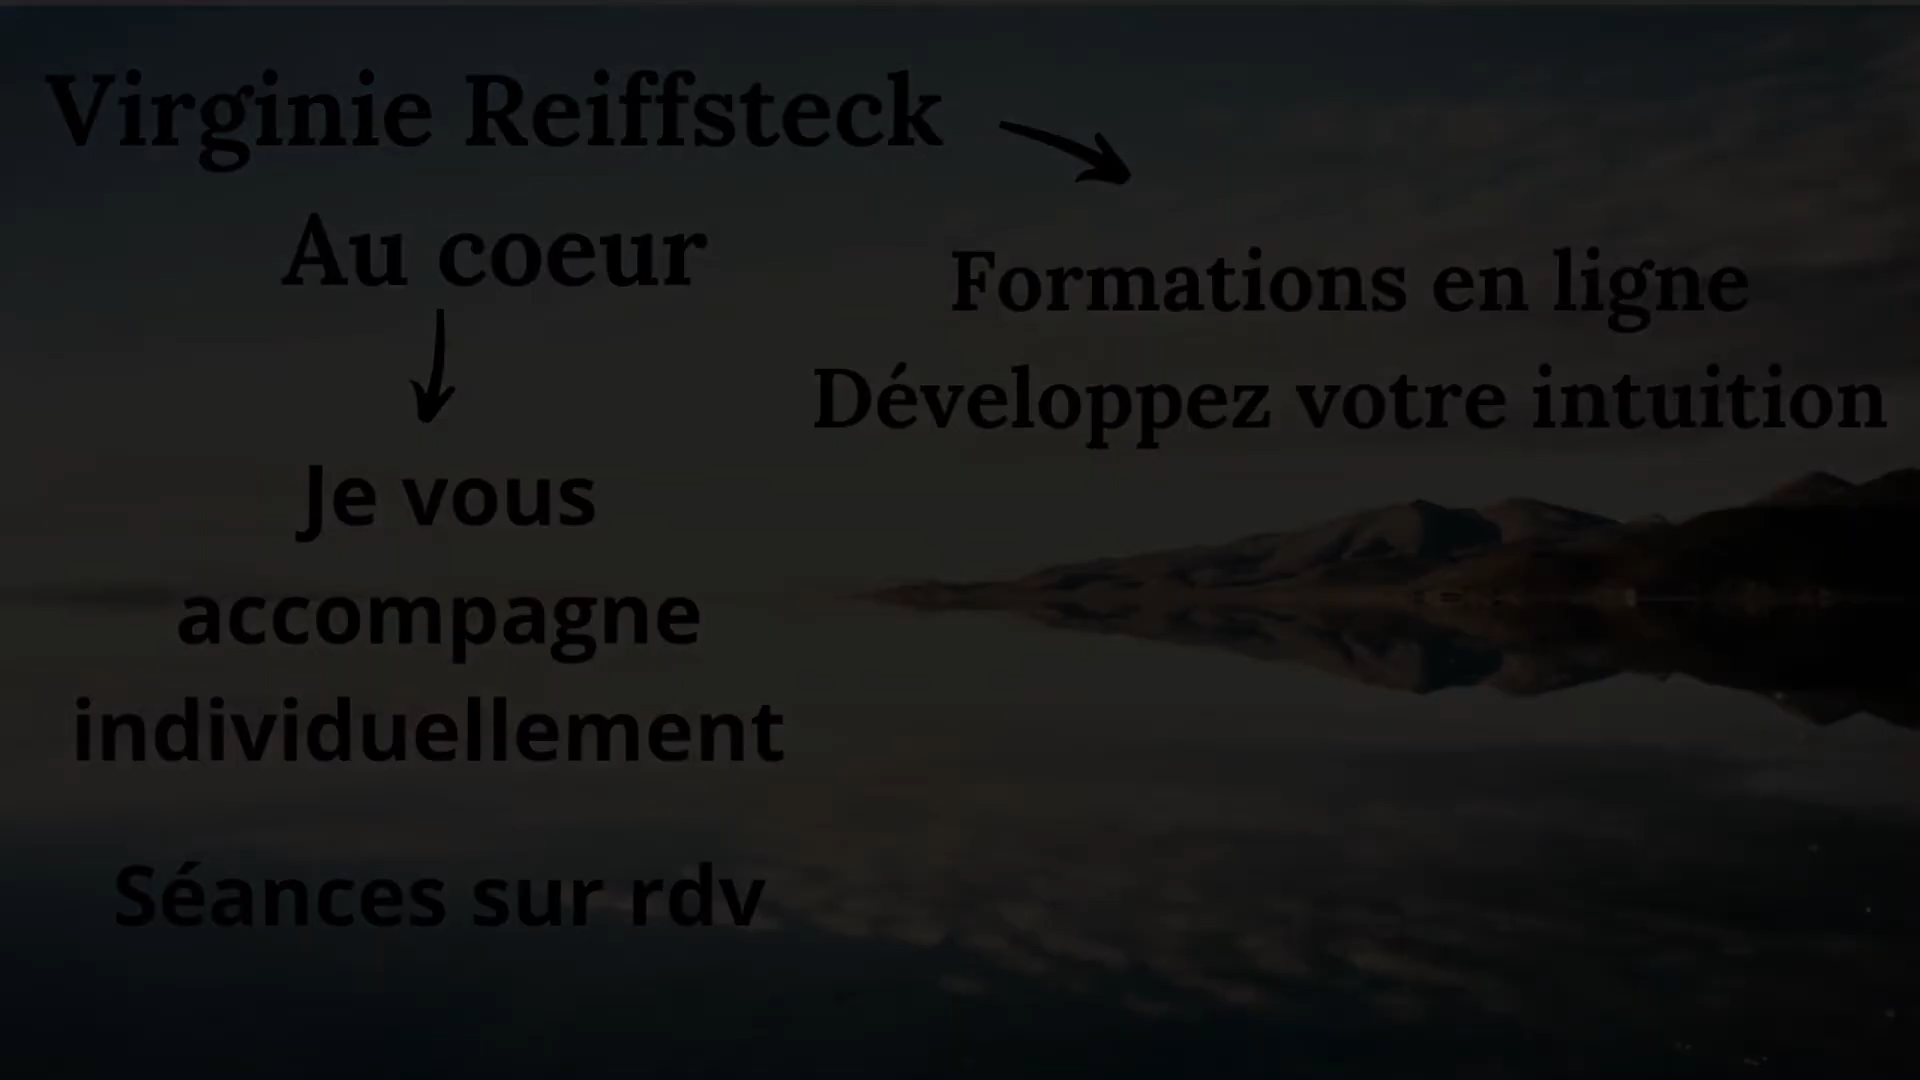 Virginie Reiffsteck
Au coeur
Je vous
accompagne
individuellement
Séances sur rdv
Formations en ligne
Développez votre intuition